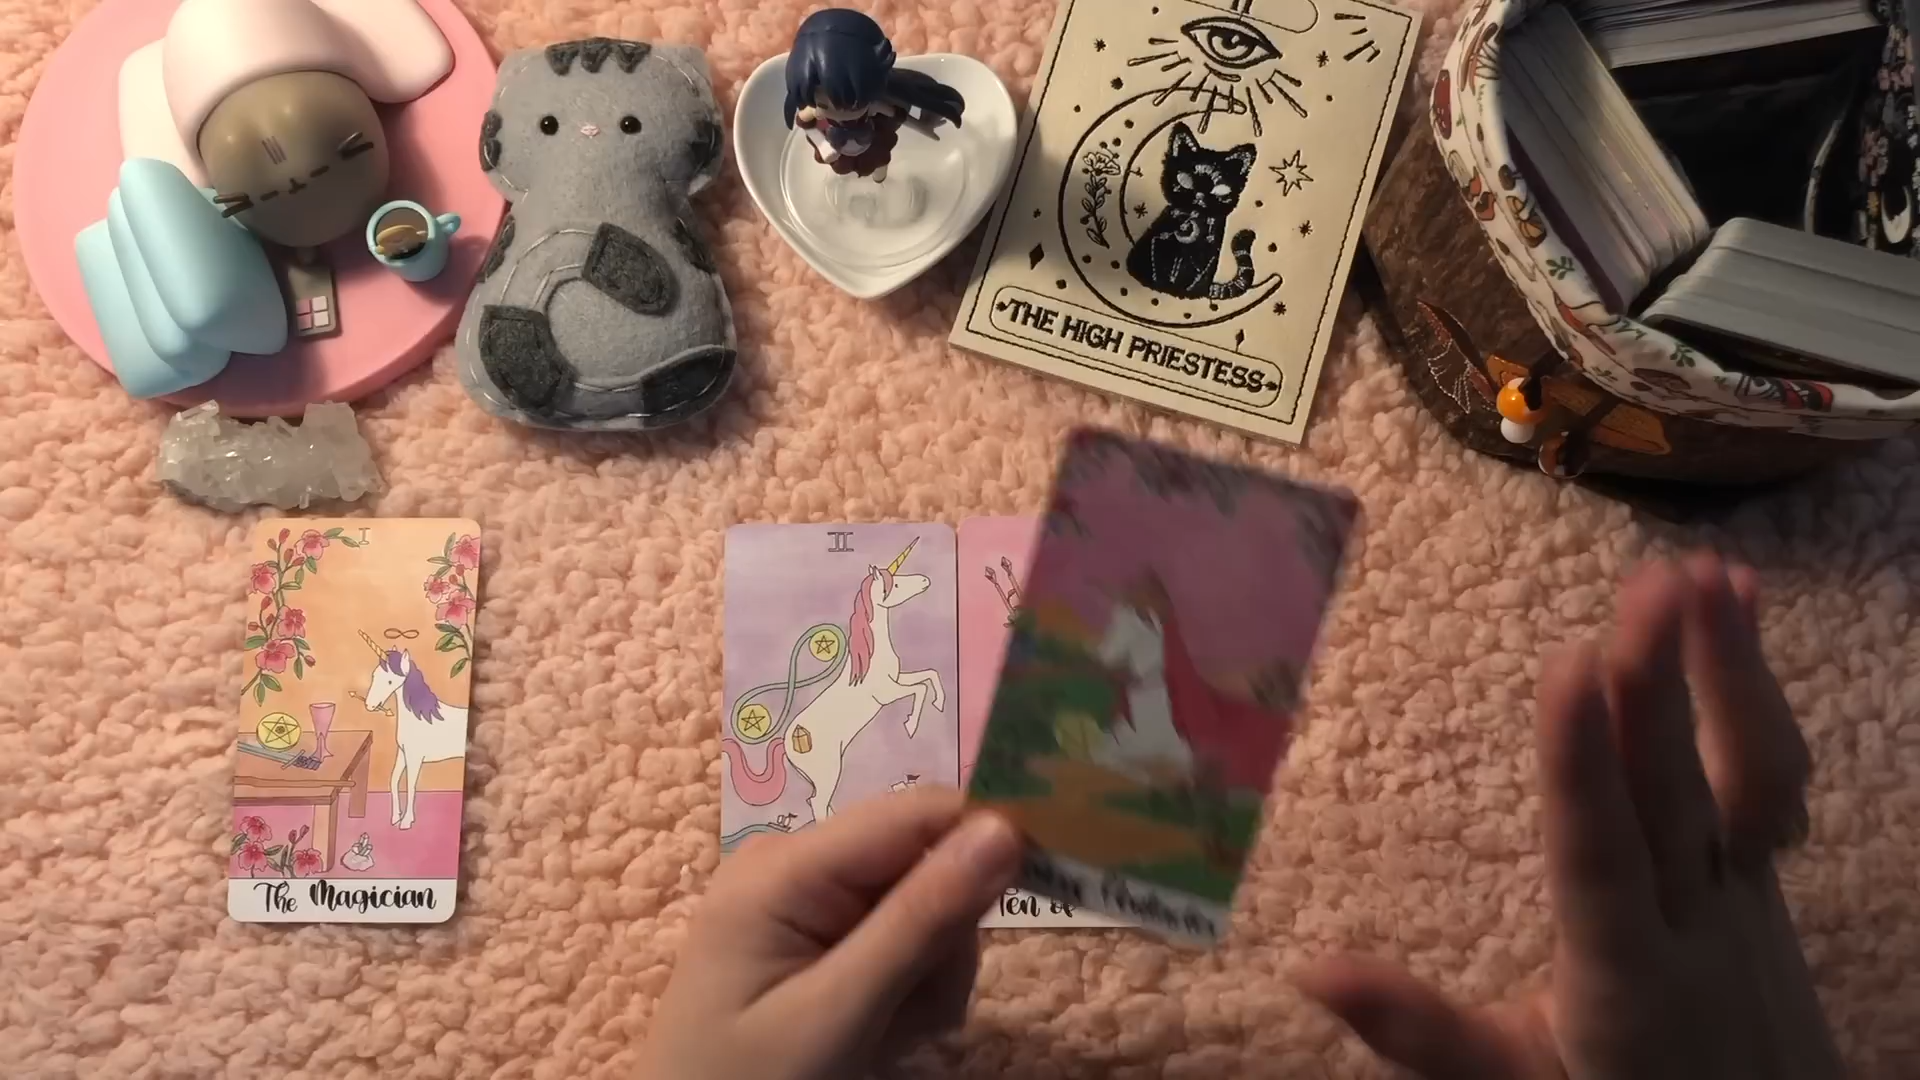 THE HIGH PRIESTESS
I
II
The Magician
Ten of